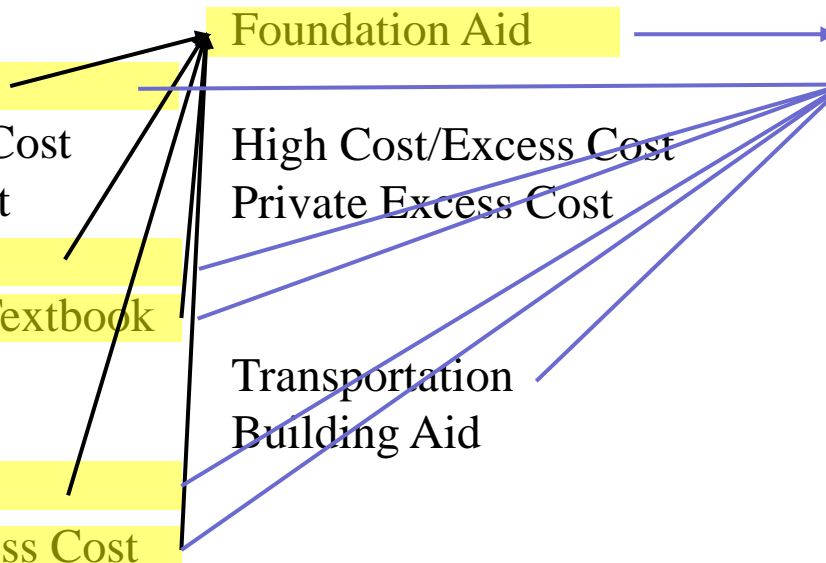 Foundation Aid
Cost
High Cost/Excess Cost
t
Private Excess Cost
Textbook
Transportation
Building Aid
ss Cost